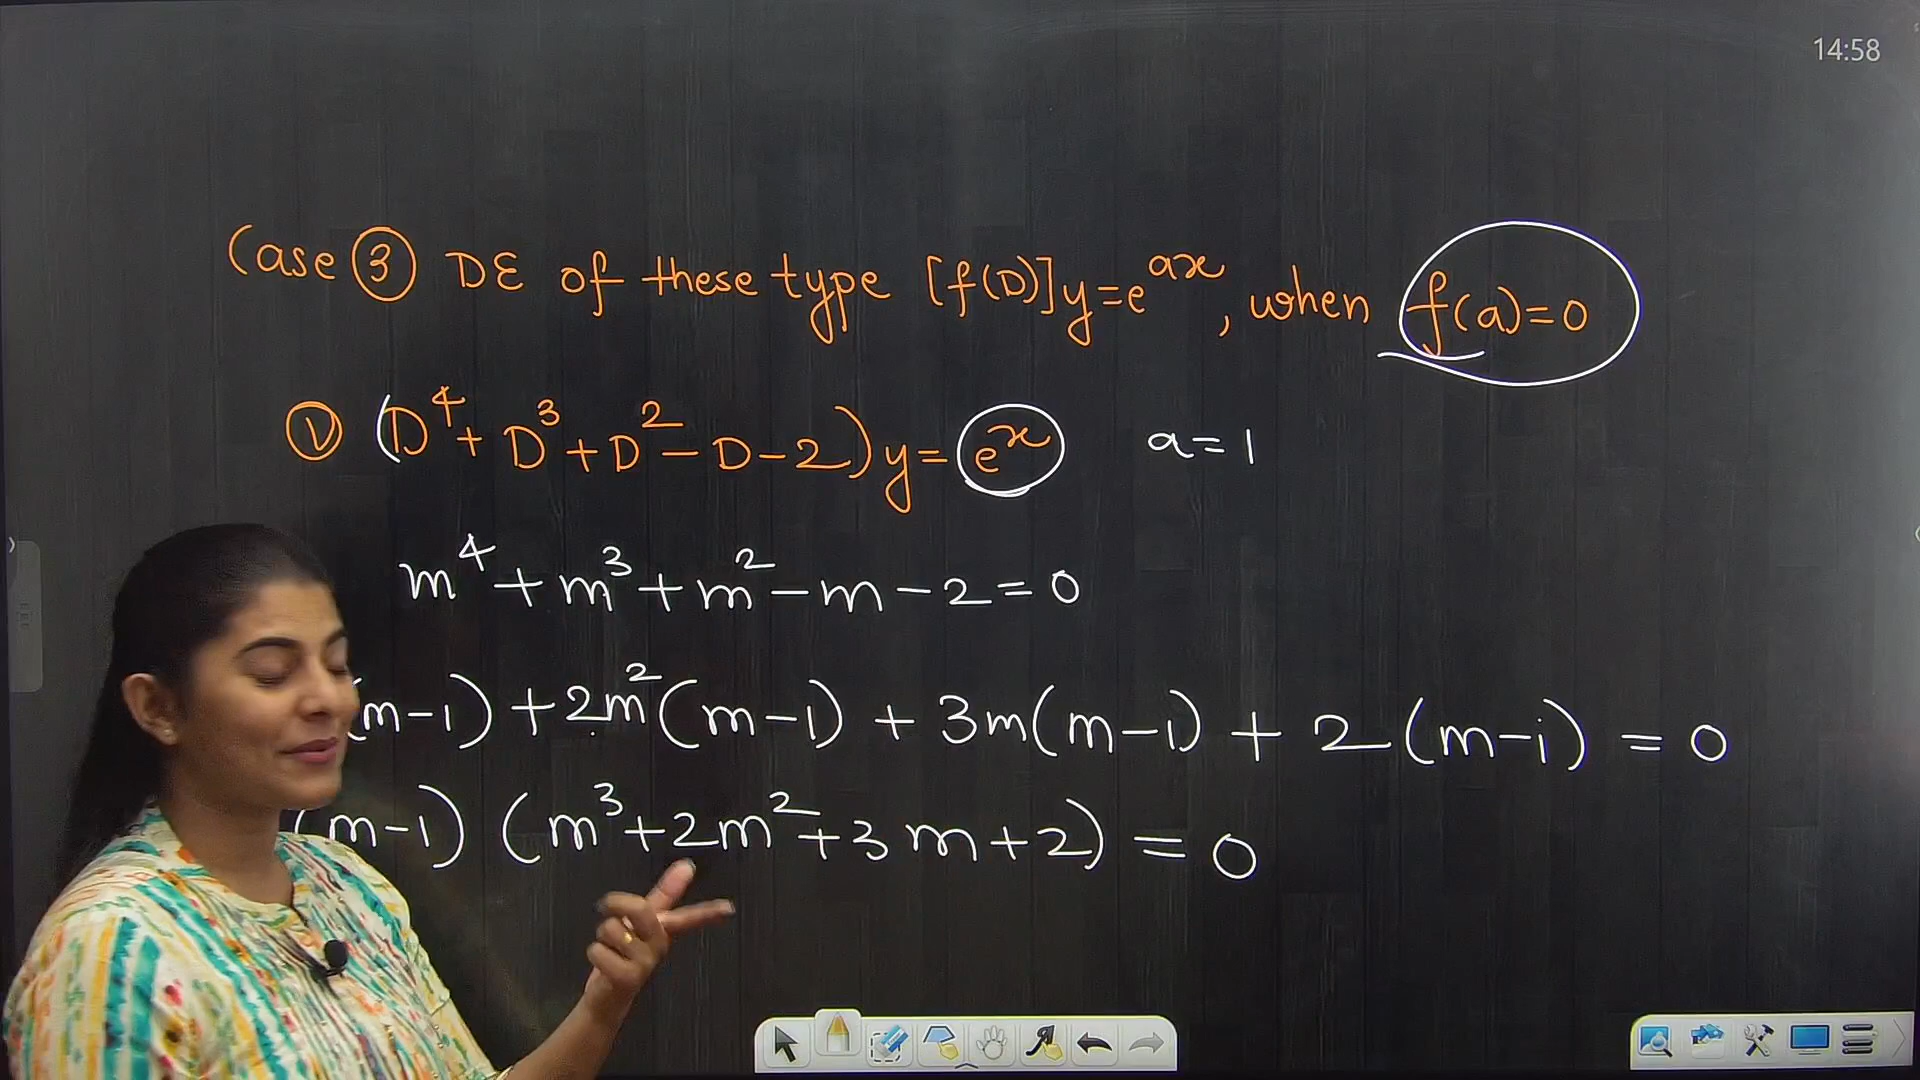 14:58
Case ③ DE of these type [f(D)]y=e^{ax}, when f(a)=0
Ⓥ (D⁴+D³+D²-D-2)y=e^x a=1
m⁴+m³+m²-m-2=0
(m-1)+2m²(m-1)+3m(m-1)+2(m-1)=0
(m-1)(m³+2m²+3m+2)=0